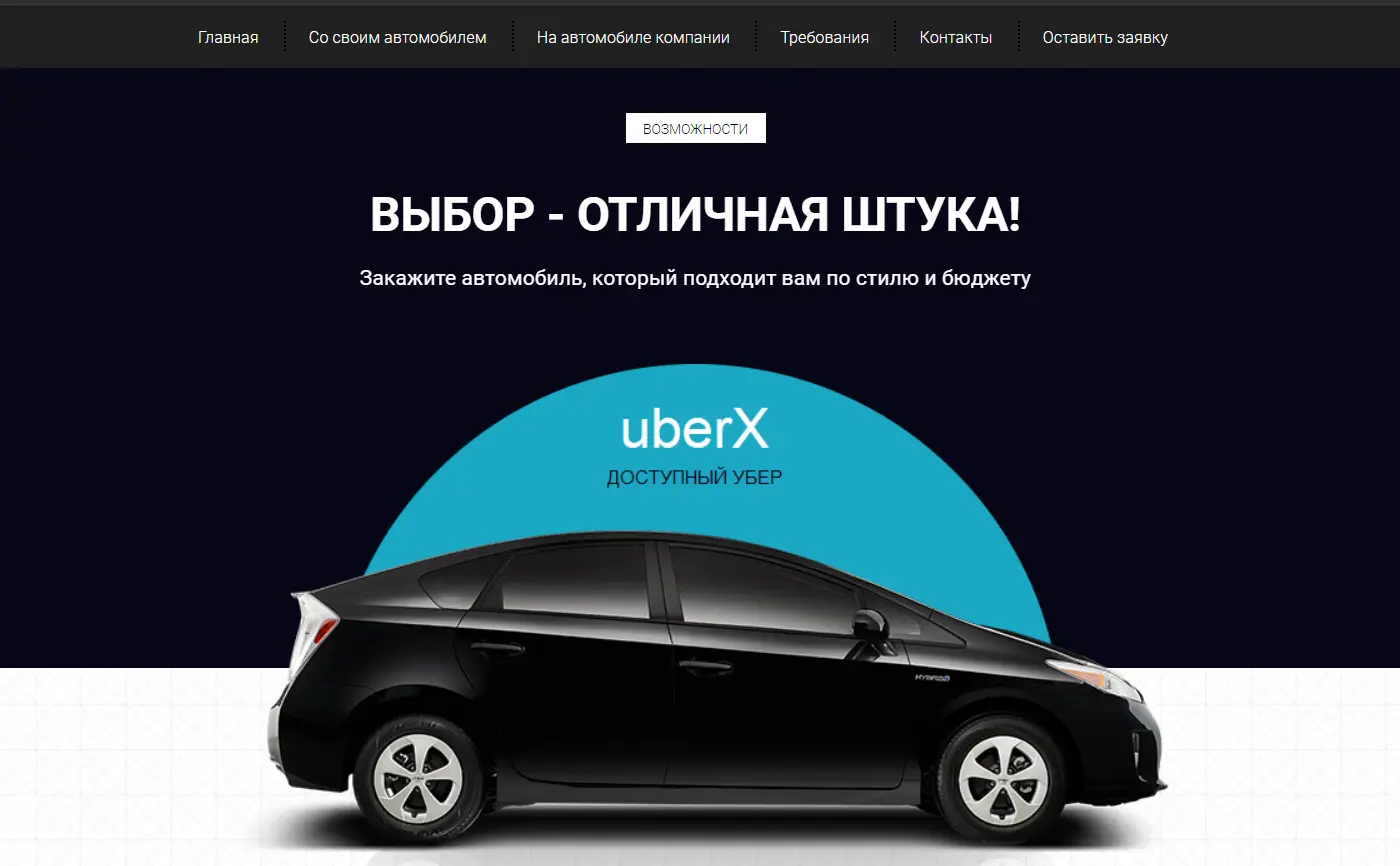 Главная
Со своим автомобилем
На автомобиле компании
Требования
Контакты
Оставить заявку
ВОЗМОЖНОСТИ
ВЫБОР - ОТЛИЧНАЯ ШТУКА!
Закажите автомобиль, который подходит вам по стилю и бюджету
uberX
ДОСТУПНЫЙ УБЕР